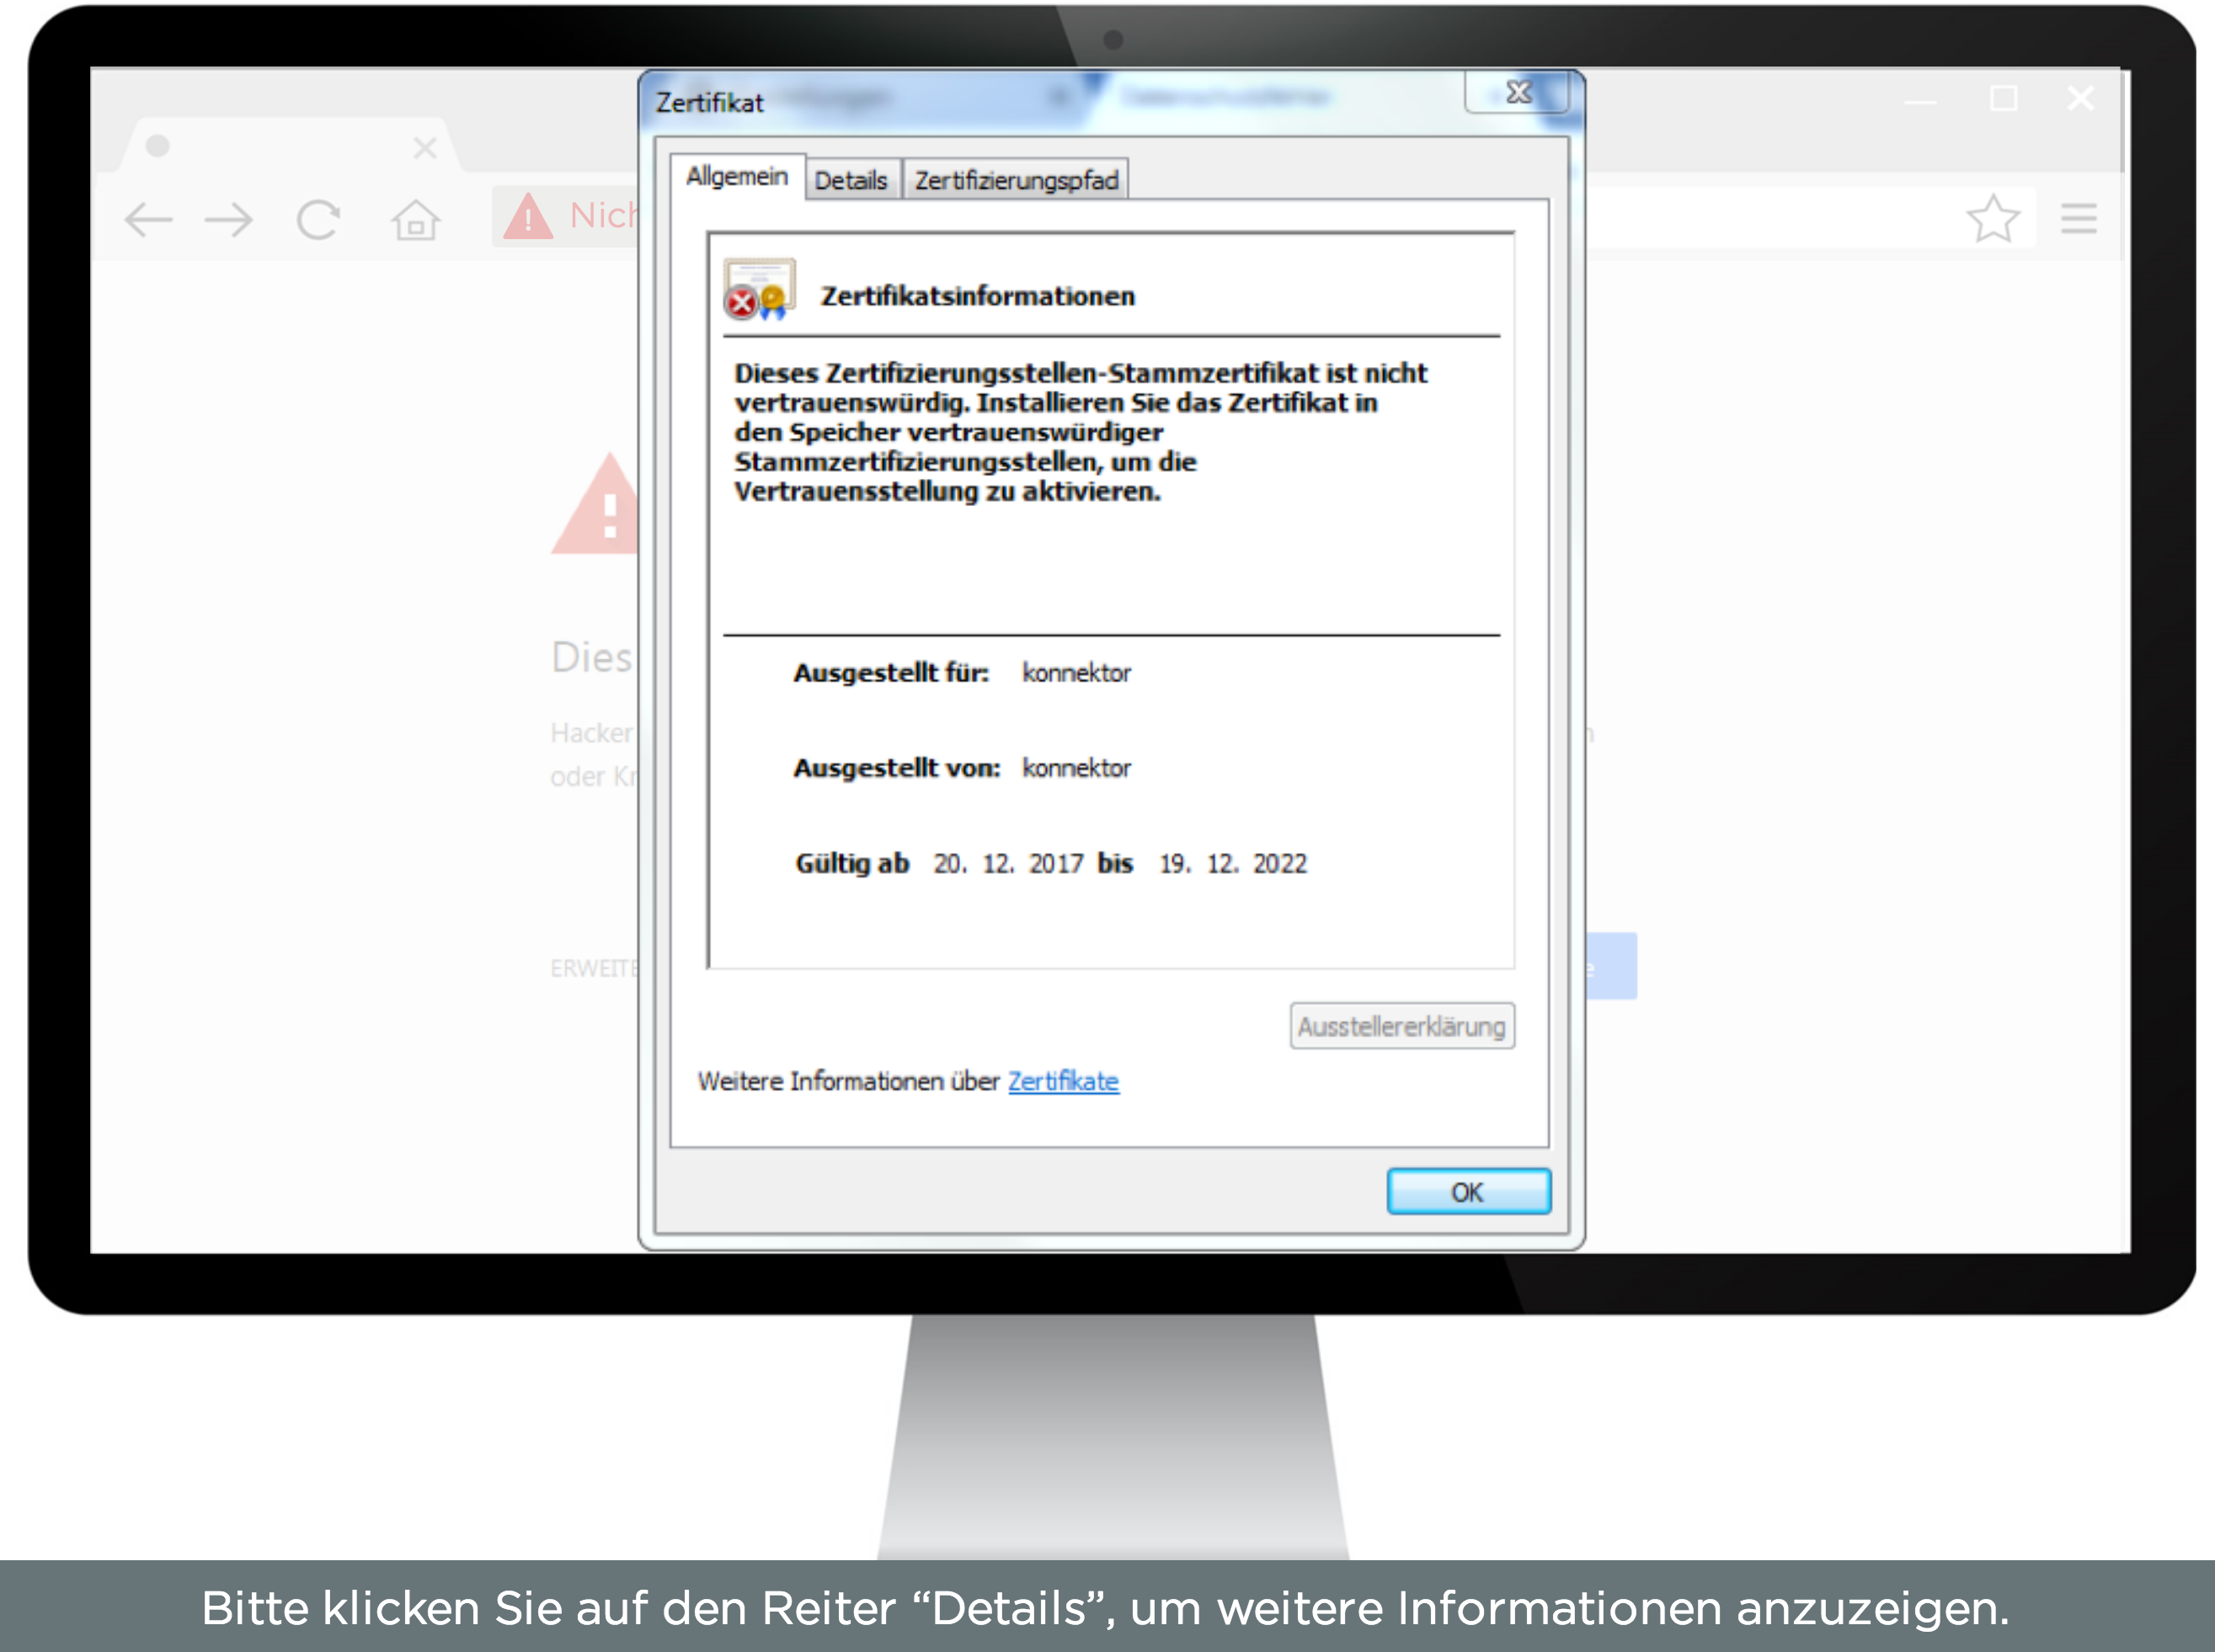 Zertifikat
Allgemein Details Zertifizierungspfad
Zertifikatsinformationen
Dieses Zertifizierungsstellen-Stammzertifikat ist nicht
vertrauenswürdig. Installieren Sie das Zertifikat in
den Speicher vertrauenswürdiger
Stammzertifizierungsstellen, um die
Vertrauensstellung zu aktivieren.
Dies
Hacker
oder
Ausgestellt für: konnektor
Ausgestellt von: konnektor
Gültig ab 20. 12. 2017 bis 19. 12. 2022
Ausstellererklärung
Weitere Informationen über Zertifikate
OK
Bitte klicken Sie auf den Reiter “Details”, um weitere Informationen anzuzeigen.